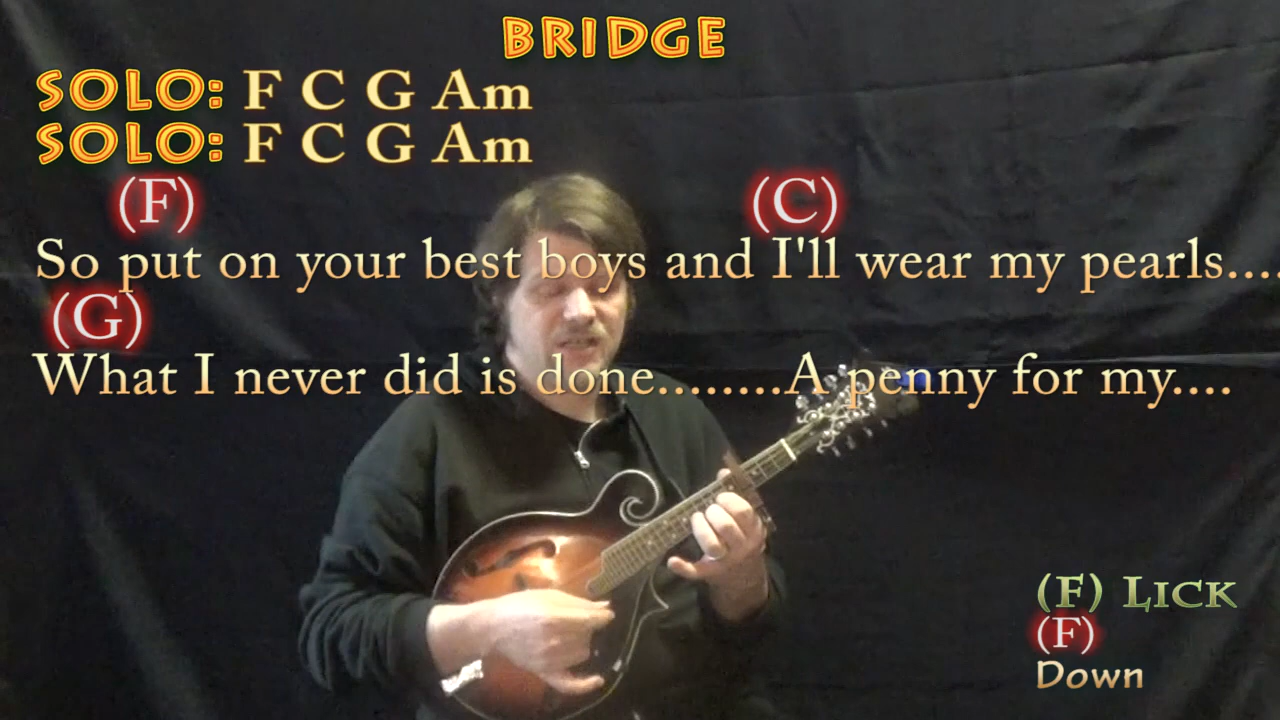 BRIDGE
SOLO: F C G Am
SOLO: F C G Am
(F) (C)
So put on your best boys and I'll wear my pearls....
(G)
What I never did is done........A penny for my....
(F) LICK
(F)
Down